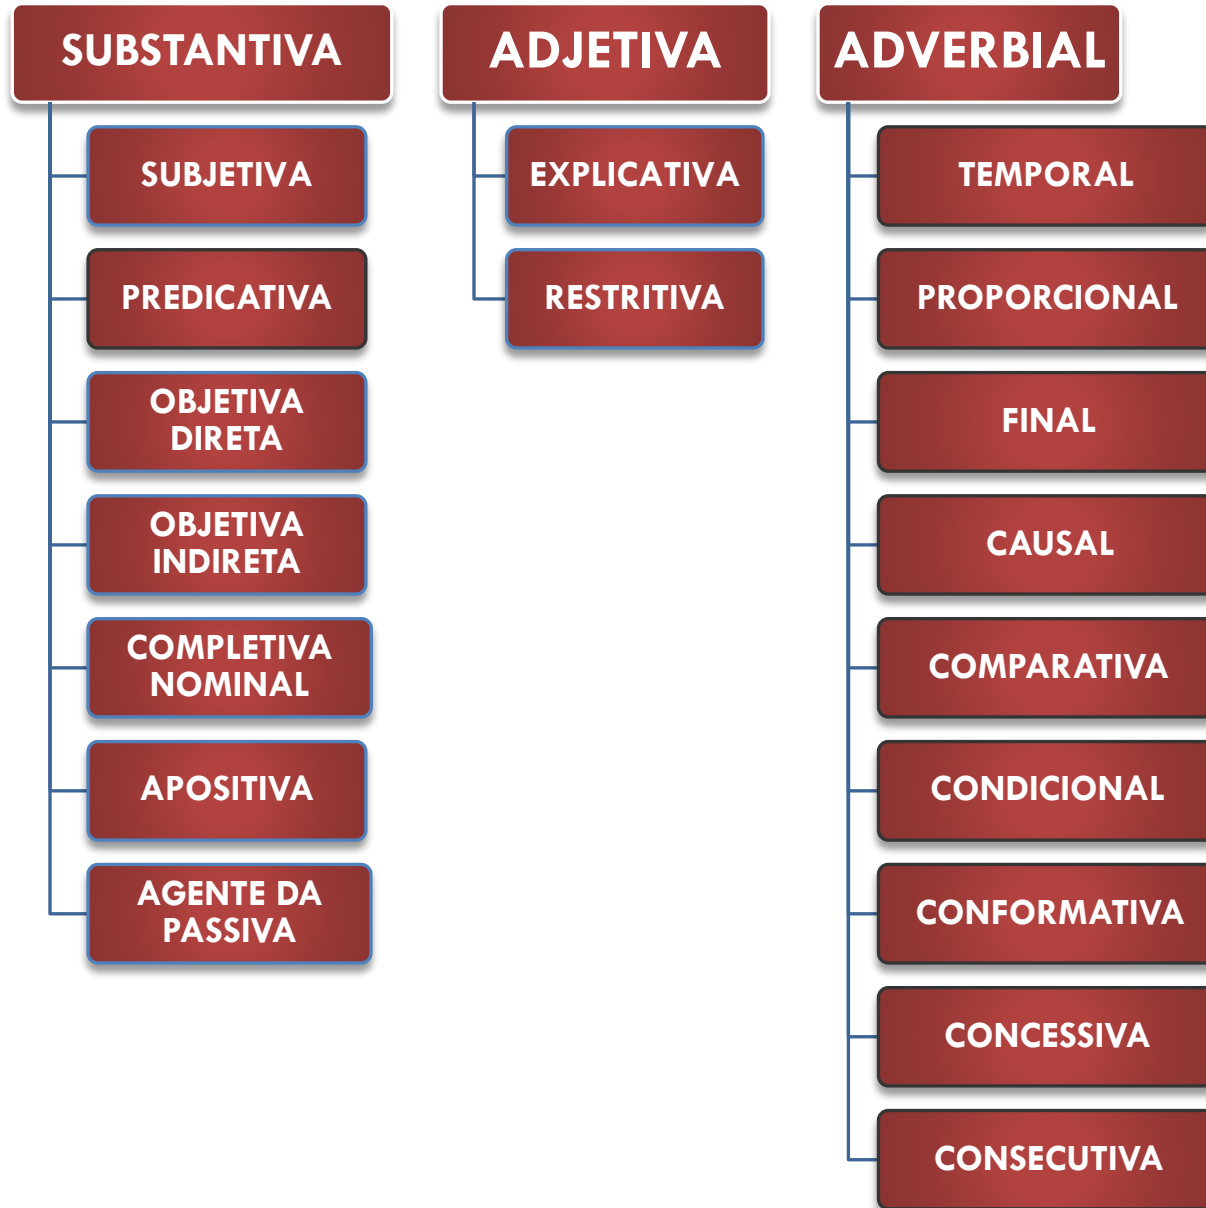 SUBSTANTIVA
SUBJETIVA
PREDICATIVA
OBJETIVA
DIRETA
OBJETIVA
INDIRETA
COMPLETIVA
NOMINAL
APOSITIVA
AGENTE DA
PASSIVA
ADJETIVA
EXPLICATIVA
RESTRITIVA
ADVERBIAL
TEMPORAL
PROPORCIONAL
FINAL
CAUSAL
COMPARATIVA
CONDICIONAL
CONFORMATIVA
CONCESSIVA
CONSECUTIVA